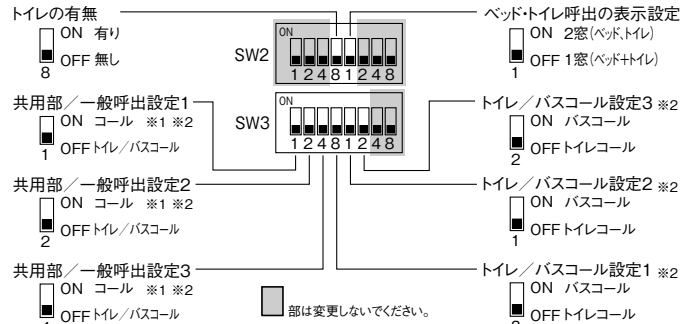 トイレの有無
ON 有り
OFF 無し
8
ベッド・トイレ呼出の表示設定
ON 2窓(ベッド、トイレ)
OFF 1窓(ベッド+トイレ)
1
SW2
ON
1 2 4 8 1 2 4 8
SW3
ON
1 2 4 8 1 2 4 8
共用部/一般呼出設定1
ON コール ※1 ※2
OFF トイレ/バスコール
1
トイレ/バスコール設定3 ※2
ON バスコール
OFF トイレコール
2
共用部/一般呼出設定2
ON コール ※1 ※2
OFF トイレ/バスコール
2
トイレ/バスコール設定2 ※2
ON バスコール
OFF トイレコール
1
共用部/一般呼出設定3
ON コール ※1 ※2
OFF トイレ/バスコール
部は変更しないでください。
トイレ/バスコール設定1 ※2
ON バスコール
OFF トイレコール